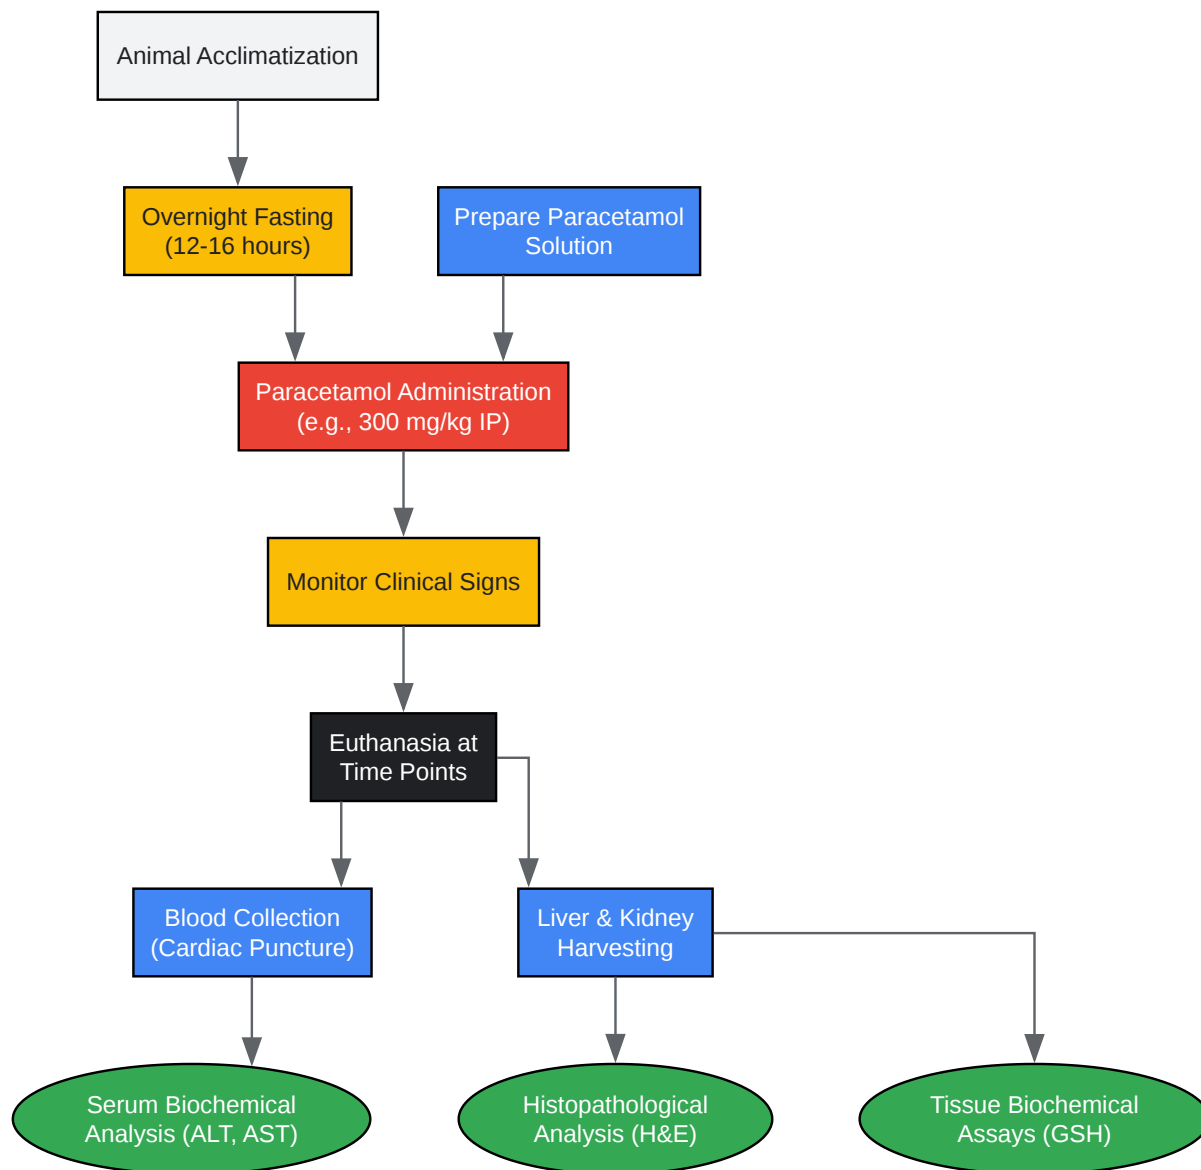 Animal Acclimatization
Overnight Fasting
(12-16 hours)
Prepare Paracetamol
Solution
Paracetamol Administration
(e.g., 300 mg/kg IP)
Monitor Clinical Signs
Euthanasia at
Time Points
Blood Collection
(Cardiac Puncture)
Liver & Kidney
Harvesting
Serum Biochemical
Analysis (ALT, AST)
Histopathological
Analysis (H&E)
Tissue Biochemical
Assays (GSH)